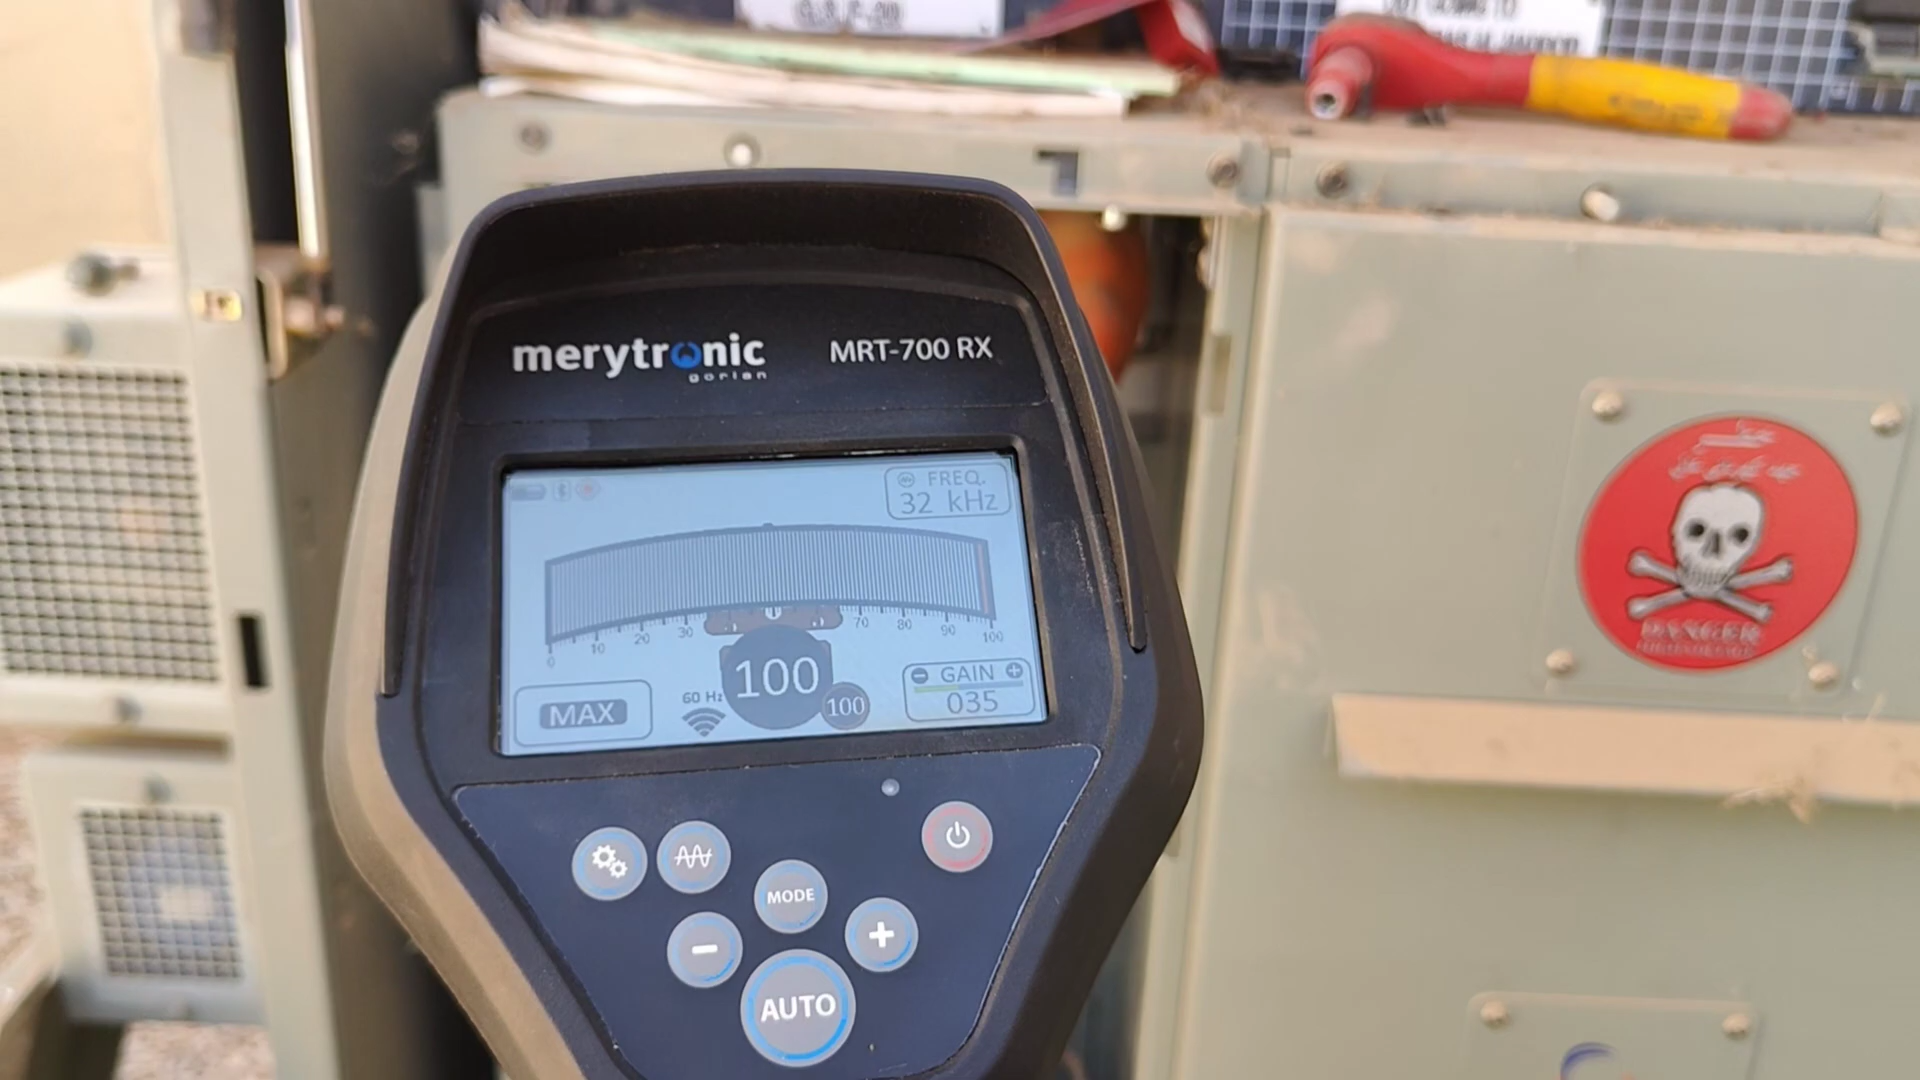 merytronic
gorlan
MRT-700 RX
FREQ.
32 kHz
0 10 20 30 70 80 90 100
100
100
60 Hz
MAX
GAIN
035
MODE
AUTO
DANGER